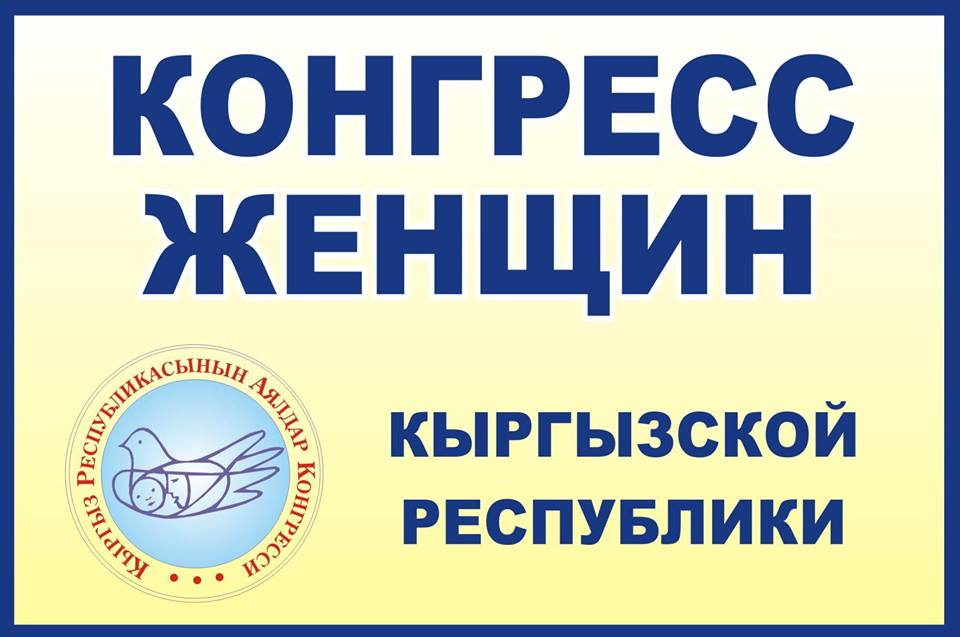 КОНГРЕСС
ЖЕНЩИН
КЫРГЫЗСКОЙ
РЕСПУБЛИКИ
Кыргыз Республикасынын Аялдар Конгресси